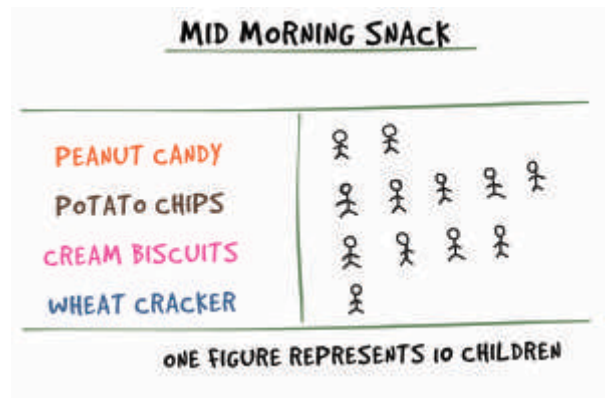 MID MORNING SNACK
PEANUT CANDY
POTATO CHIPS
CREAM BISCUITS
WHEAT CRACKER
ONE FIGURE REPRESENTS 10 CHILDREN